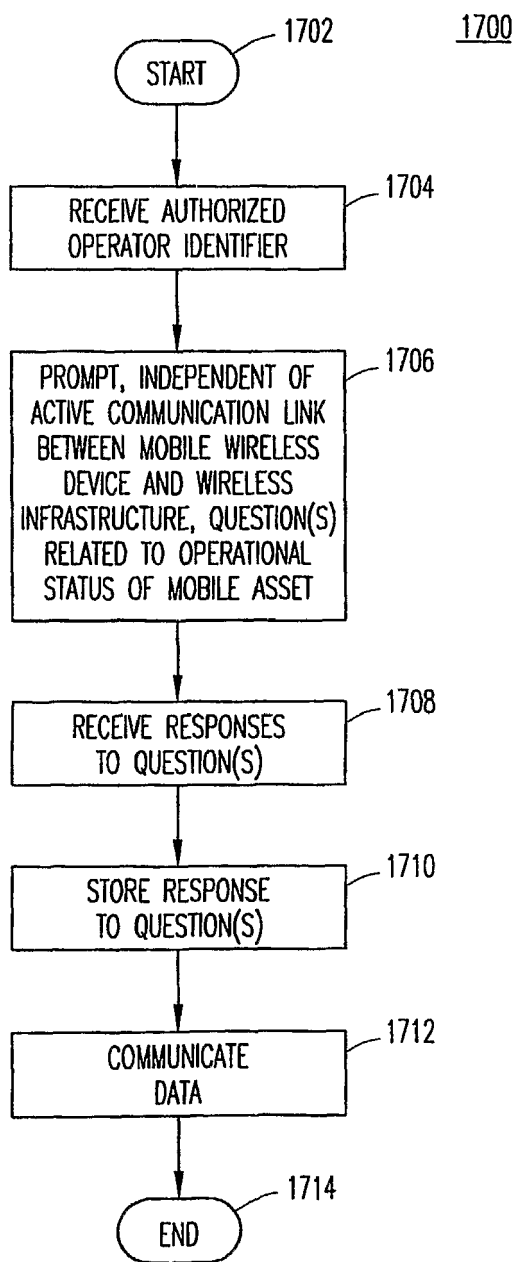 1700
1702
START
1704
RECEIVE AUTHORIZED
OPERATOR IDENTIFIER
1706
PROMPT, INDEPENDENT OF
ACTIVE COMMUNICATION LINK
BETWEEN MOBILE WIRELESS
DEVICE AND WIRELESS
INFRASTRUCTURE, QUESTION(S)
RELATED TO OPERATIONAL
STATUS OF MOBILE ASSET
1708
RECEIVE RESPONSES
TO QUESTION(S)
1710
STORE RESPONSE
TO QUESTION(S)
1712
COMMUNICATE
DATA
1714
END